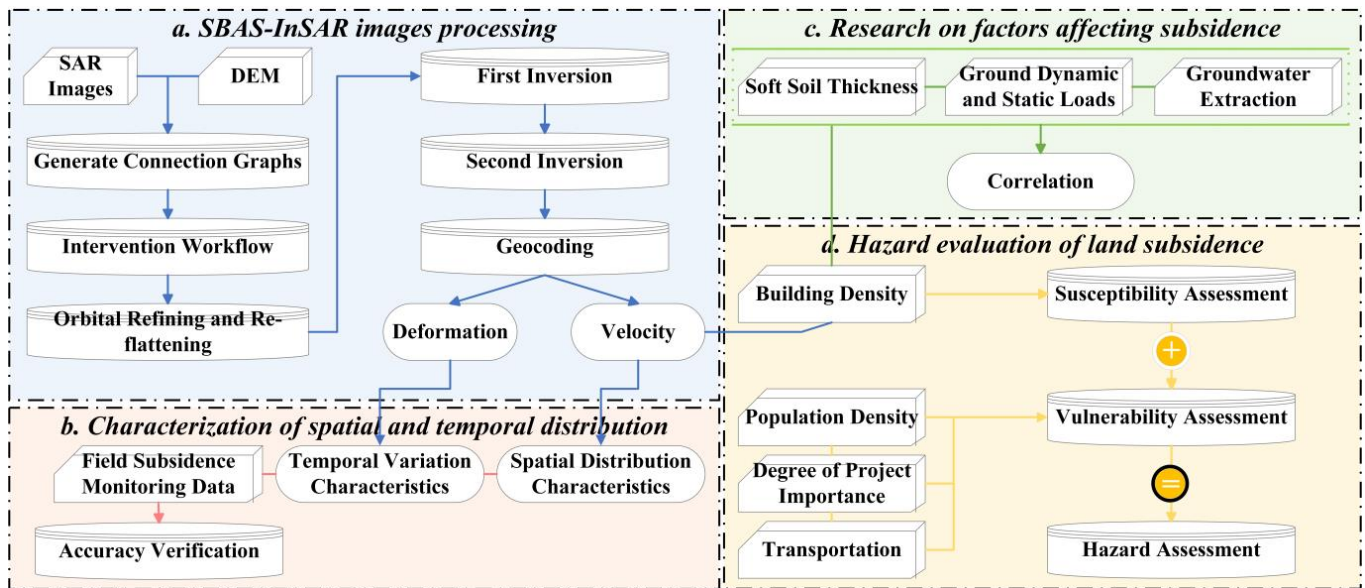 a. SBAS-InSAR images processing
SAR
Images
DEM
Generate Connection Graphs
Intervention Workflow
Orbital Refining and Re-
flattening
First Inversion
Second Inversion
Geocoding
Deformation
Velocity
b. Characterization of spatial and temporal distribution
Field Subsidence
Monitoring Data
Temporal Variation
Characteristics
Spatial Distribution
Characteristics
Accuracy Verification
c. Research on factors affecting subsidence
Soft Soil Thickness
Ground Dynamic
and Static Loads
Groundwater
Extraction
Correlation
d. Hazard evaluation of land subsidence
Building Density
Susceptibility Assessment
+
Population Density
Vulnerability Assessment
Degree of Project
Importance
=
Transportation
Hazard Assessment